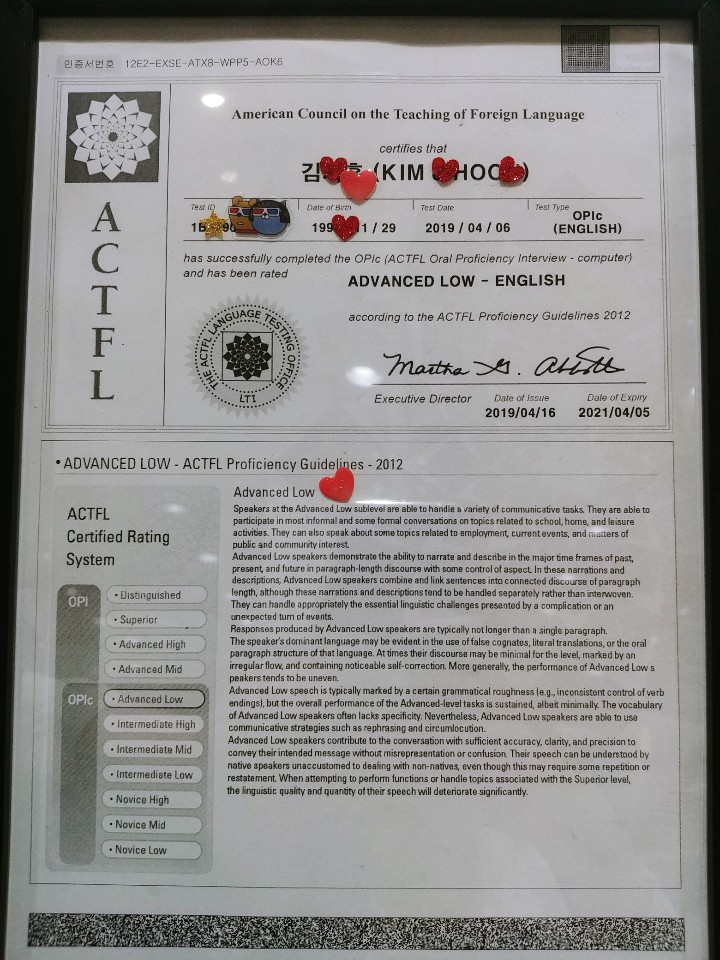 인증서번호 12E2-EXSE-ATX8-WPP5-AOK6
American Council on the Teaching of Foreign Language
certifies that
김 (KIM HOO )
Test ID Date of Birth Test Date Test Type
199 1 / 29 2019 / 04 / 06 OPIc
(ENGLISH)
has successfully completed the OPIc (ACTFL Oral Proficiency Interview - computer)
and has been rated
ADVANCED LOW - ENGLISH
according to the ACTFL Proficiency Guidelines 2012
ACTFL
THE ACTFL LANGUAGE TESTING OFFICE
LTI
Martha G. Abbott
Executive Director Date of Issue Date of Expiry
2019/04/16 2021/04/05
• ADVANCED LOW - ACTFL Proficiency Guidelines - 2012
ACTFL
Certified Rating
System
OPI
• Distinguished
• Superior
• Advanced High
• Advanced Mid
OPIc
• Advanced Low
• Intermediate High
• Intermediate Mid
• Intermediate Low
• Novice High
• Novice Mid
• Novice Low
Advanced Low
Speakers at the Advanced Low sublevel are able to handle a variety of communicative tasks. They are able to
participate in most informal and some formal conversations on topics related to school, home, and leisure
activities. They can also speak about some topics related to employment, current events, and matters of
public and community interest.
Advanced Low speakers demonstrate the ability to narrate and describe in the major time frames of past,
present, and future in paragraph-length discourse with some control of aspect. In these narrations and
descriptions, Advanced Low speakers combine and link sentences into connected discourse of paragraph
length, although these narrations and descriptions tend to be handled separately rather than interwoven.
They can handle appropriately the essential linguistic challenges presented by a complication or an
unexpected turn of events.
Responses produced by Advanced Low speakers are typically not longer than a single paragraph.
The speaker's dominant language may be evident in the use of false cognates, literal translations, or the oral
paragraph structure of that language. At times their discourse may be minimal for the level, marked by an
irregular flow, and containing noticeable self-correction. More generally, the performance of Advanced Low s
peakers tends to be uneven.
Advanced Low speech is typically marked by a certain grammatical roughness (e.g., inconsistent control of verb
endings), but the overall performance of the Advanced-level tasks is sustained, albeit minimally. The vocabulary
of Advanced Low speakers often lacks specificity. Nevertheless, Advanced Low speakers are able to use
communicative strategies such as rephrasing and circumlocution.
Advanced Low speakers contribute to the conversation with sufficient accuracy, clarity, and precision to
convey their intended message without misrepresentation or confusion. Their speech can be understood by
native speakers unaccustomed to dealing with non-natives, even though this may require some repetition or
restatement. When attempting to perform functions or handle topics associated with the Superior level,
the linguistic quality and quantity of their speech will deteriorate significantly.